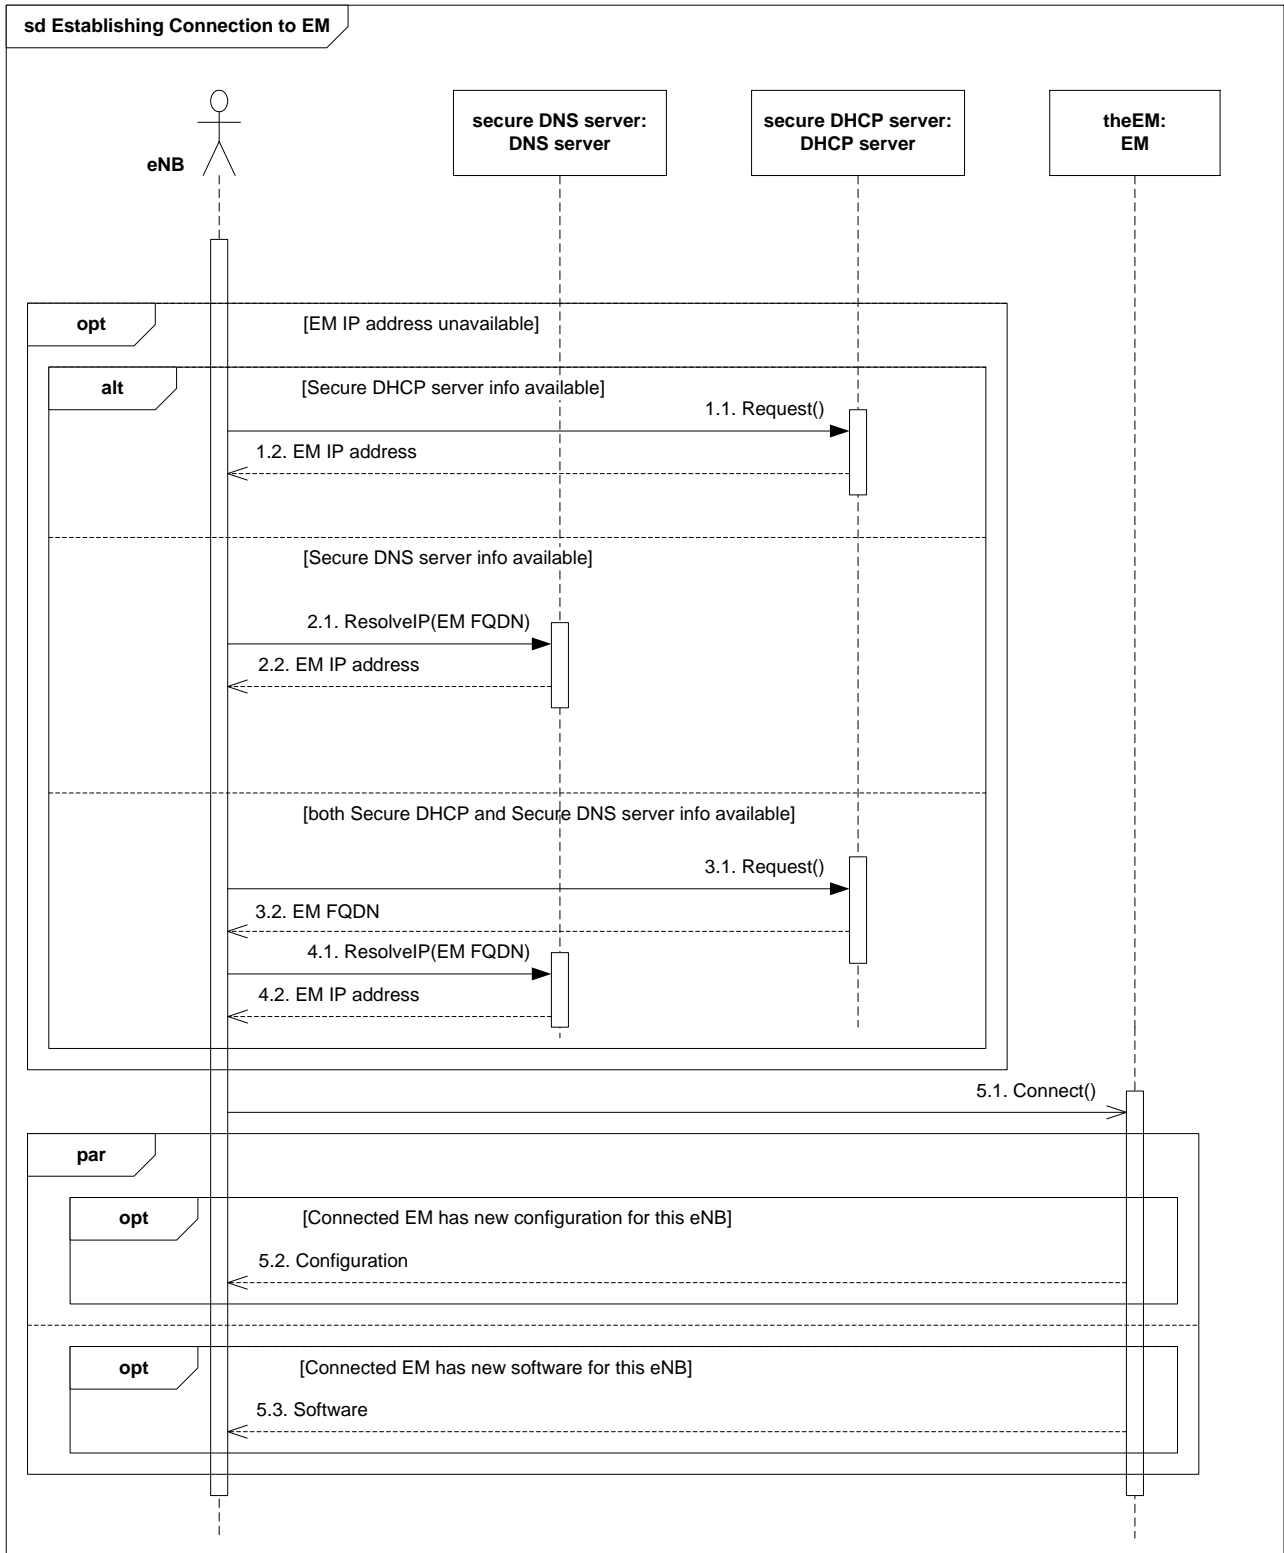 sd Establishing Connection to EM
eNB
secure DNS server:
DNS server
secure DHCP server:
DHCP server
theEM:
EM
opt
[EM IP address unavailable]
alt
[Secure DHCP server info available]
1.1. Request()
1.2. EM IP address
[Secure DNS server info available]
2.1. ResolveIP(EM FQDN)
2.2. EM IP address
[both Secure DHCP and Secure DNS server info available]
3.1. Request()
3.2. EM FQDN
4.1. ResolveIP(EM FQDN)
4.2. EM IP address
5.1. Connect()
par
opt
[Connected EM has new configuration for this eNB]
5.2. Configuration
opt
[Connected EM has new software for this eNB]
5.3. Software